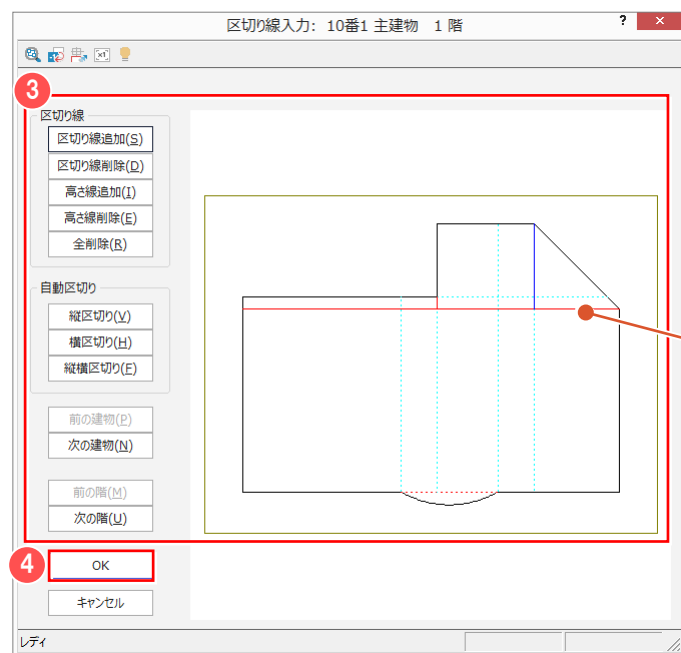 区切り線入力: 10番1 主建物 1 階
?
×
x1
3
区切り線
区切り線追加(S)
区切り線削除(D)
高さ線追加(I)
高さ線削除(E)
全削除(R)
自動区切り
縦区切り(V)
横区切り(H)
縦横区切り(F)
前の建物(P)
次の建物(N)
前の階(M)
次の階(U)
4
OK
キャンセル
レディ